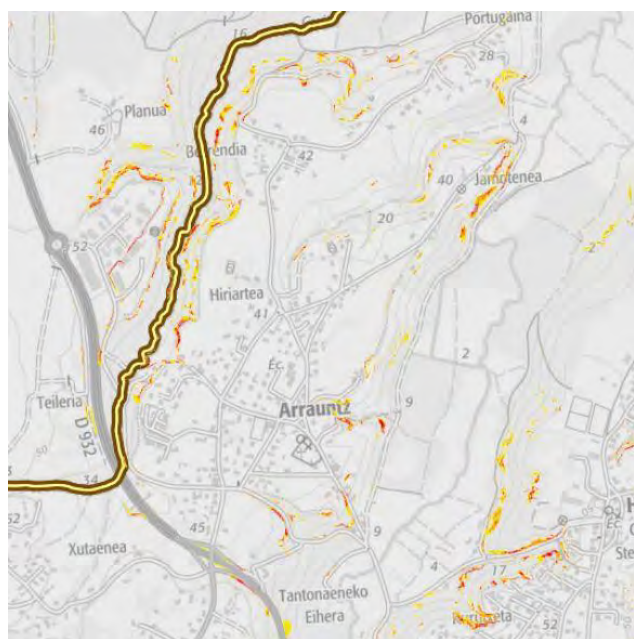 Portugaina
16
28
Planua
46
4
Berrendia
42
40
Jamotenea
20
52
2
Hiriartea
41
2
Éc.
Teileria
Arrauntz
9
D 932
50
34
52
45
Xutaenea
9
Éc.
Ste
4
17
Tantonaeneko
Eihera
52